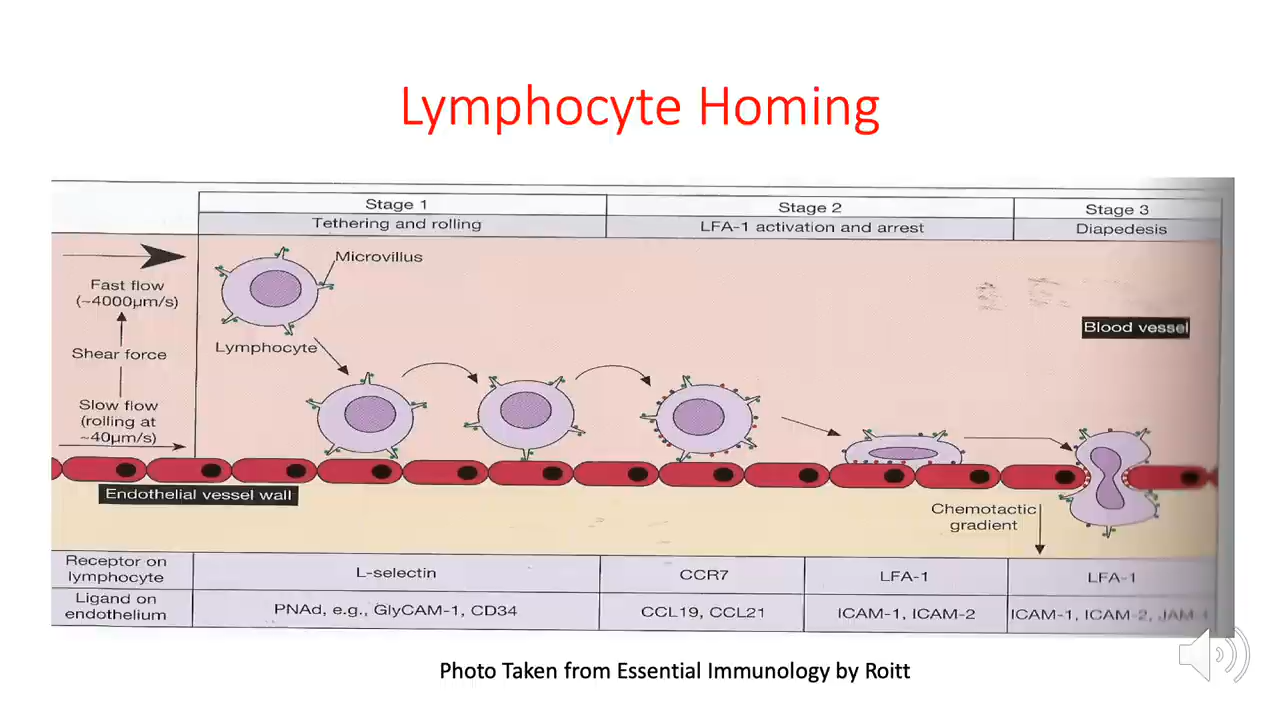 Lymphocyte Homing
Stage 1
Stage 2
Stage 3
Tethering and rolling
LFA-1 activation and arrest
Diapedesis
Microvillus
Fast flow
(~4000µm/s)
Blood vessel
Shear force
Lymphocyte
Slow flow
(rolling at
~40µm/s)
Endothelial vessel wall
Chemotactic
gradient
Receptor on
lymphocyte
L-selectin
CCR7
LFA-1
LFA-1
Ligand on
endothelium
PNAd, e.g., GlyCAM-1, CD34
CCL19, CCL21
ICAM-1, ICAM-2
ICAM-1, ICAM-2, JAM-1
Photo Taken from Essential Immunology by Roitt